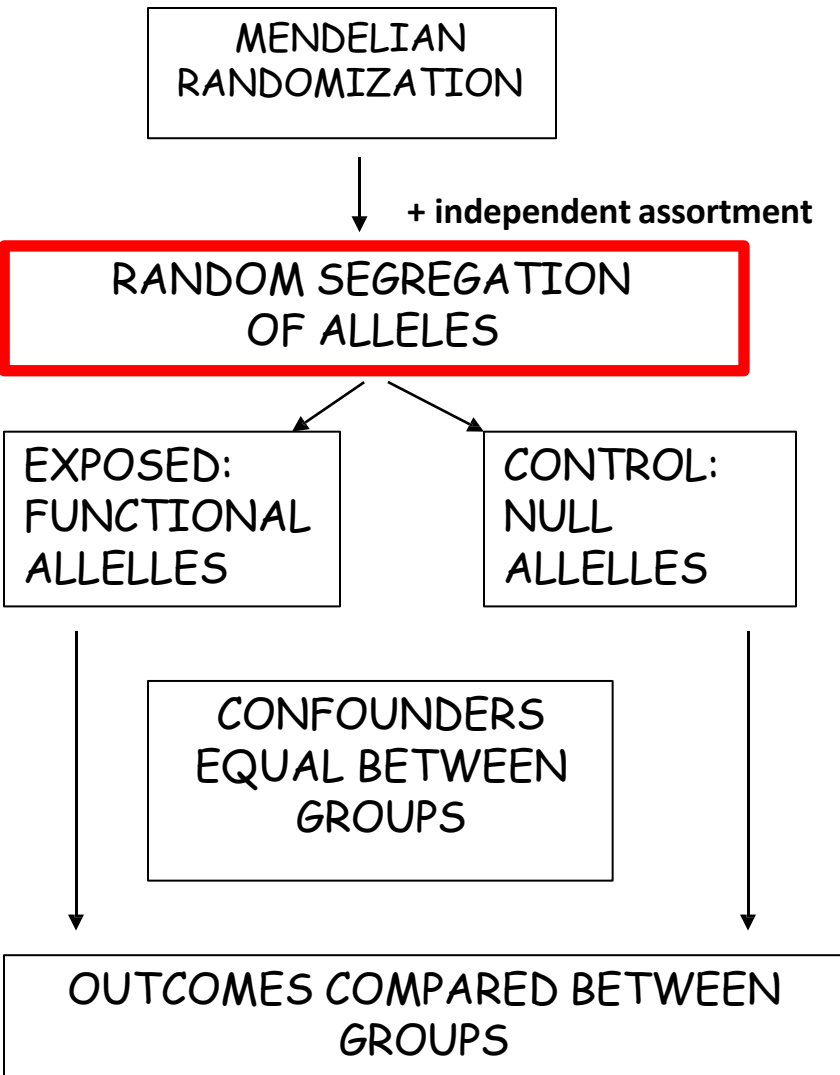 MENDELIAN
RANDOMIZATION
+ independent assortment
RANDOM SEGREGATION
OF ALLELES
EXPOSED:
FUNCTIONAL
ALLELLES
CONTROL:
NULL
ALLELLES
CONFOUNDERS
EQUAL BETWEEN
GROUPS
OUTCOMES COMPARED BETWEEN
GROUPS